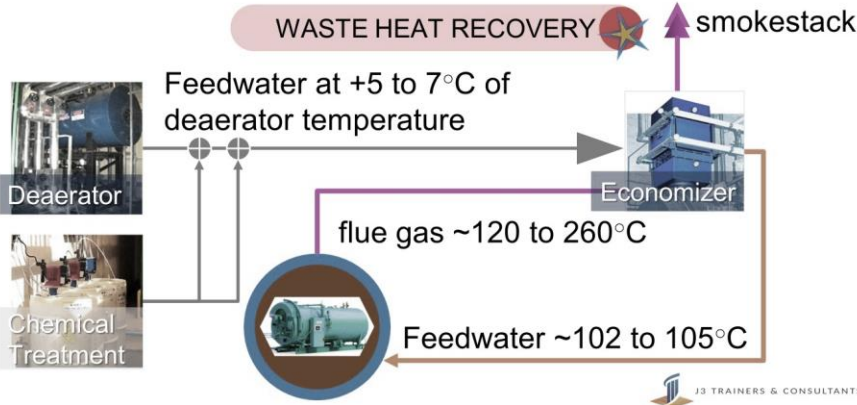 WASTE HEAT RECOVERY
smokestack
Feedwater at +5 to 7°C of
deaerator temperature
Deaerator
Economizer
flue gas ~120 to 260°C
Chemical
Treatment
Feedwater ~102 to 105°C
J3 TRAINERS & CONSULTANT